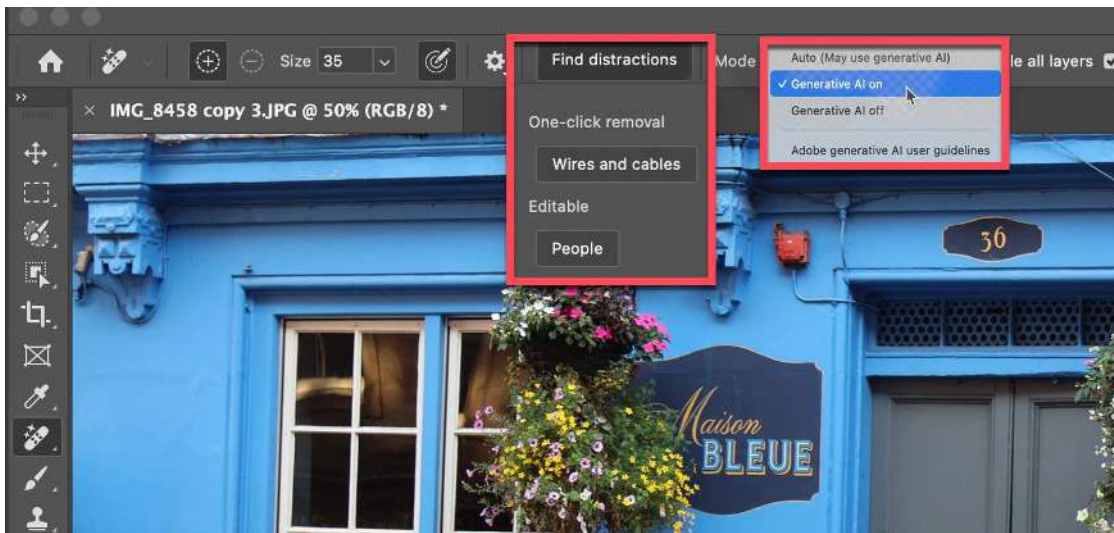 Size 35
Find distractions
Mode
Auto (May use generative AI)
✓ Generative AI on
Generative AI off
Adobe generative AI user guidelines
le all layers
× IMG_8458 copy 3.JPG @ 50% (RGB/8) *
One-click removal
Wires and cables
Editable
People
36
Maison
BLEUE